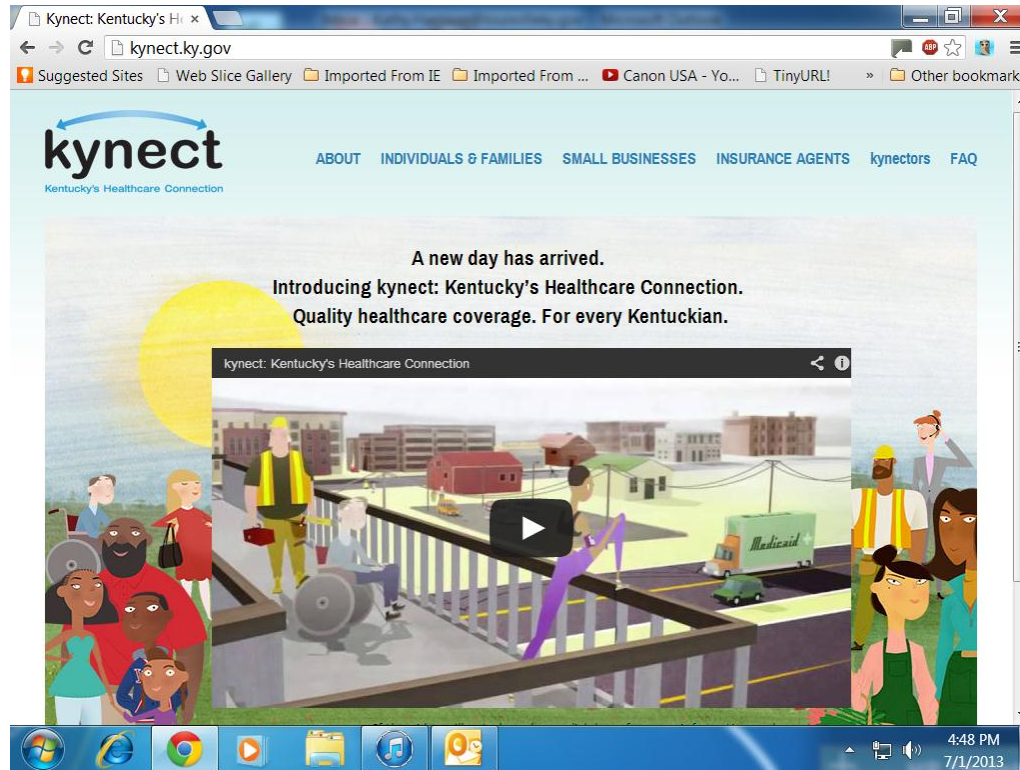 Kynect: Kentucky's H
kynect.ky.gov
ABP
Suggested Sites Web Slice Gallery Imported From IE Imported From ... Canon USA - Yo... TinyURL! » Other bookmark
kynect
Kentucky's Healthcare Connection
ABOUT INDIVIDUALS & FAMILIES SMALL BUSINESSES INSURANCE AGENTS kynectors FAQ
A new day has arrived.
Introducing kynect: Kentucky's Healthcare Connection.
Quality healthcare coverage. For every Kentuckian.
kynect: Kentucky's Healthcare Connection
Medicaid
4:48 PM
7/1/2013